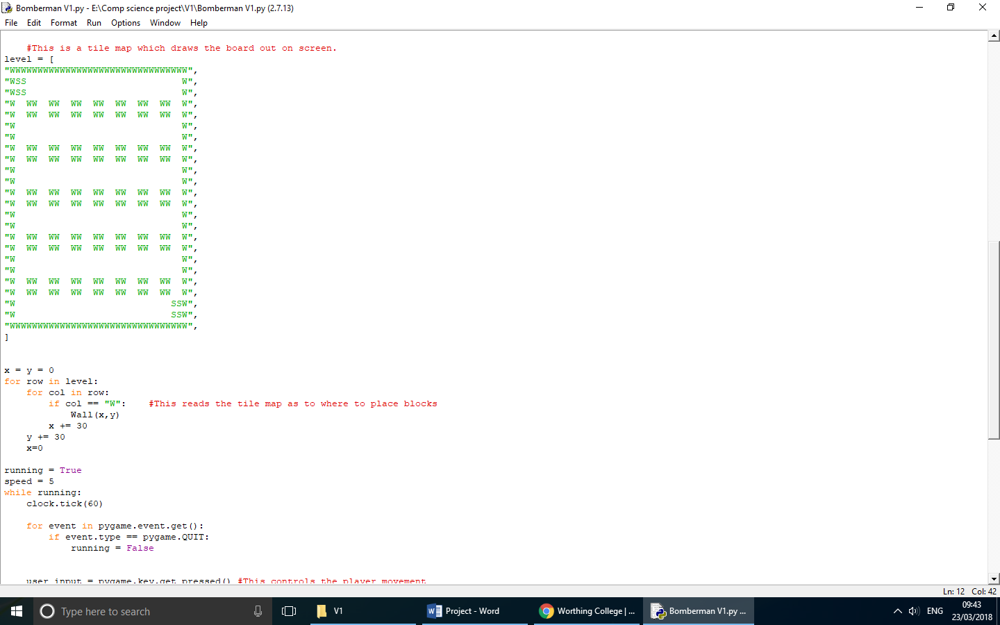 Bomberman V1.py - E:\Comp science project\V1\Bomberman V1.py (2.7.13)
File Edit Format Run Options Window Help
    #This is a tile map which draws the board out on screen.
level = [
"WWWWWWWWWWWWWWWWWWWWWWWWWWWWWWWW",
"WSS                            W",
"WSS                            W",
"W  WW  WW  WW  WW  WW  WW  WW  W",
"W  WW  WW  WW  WW  WW  WW  WW  W",
"W                              W",
"W                              W",
"W  WW  WW  WW  WW  WW  WW  WW  W",
"W  WW  WW  WW  WW  WW  WW  WW  W",
"W                              W",
"W                              W",
"W  WW  WW  WW  WW  WW  WW  WW  W",
"W  WW  WW  WW  WW  WW  WW  WW  W",
"W                              W",
"W                              W",
"W  WW  WW  WW  WW  WW  WW  WW  W",
"W  WW  WW  WW  WW  WW  WW  WW  W",
"W                              W",
"W                              W",
"W  WW  WW  WW  WW  WW  WW  WW  W",
"W  WW  WW  WW  WW  WW  WW  WW  W",
"W                            SSW",
"W                            SSW",
"WWWWWWWWWWWWWWWWWWWWWWWWWWWWWWWW",
]
x = y = 0
for row in level:
    for col in row:
        if col == "W":    #This reads the tile map as to where to place blocks
            Wall(x,y)
        x += 30
    y += 30
    x=0
running = True
speed = 5
while running:
    clock.tick(60)
    for event in pygame.event.get():
        if event.type == pygame.QUIT:
            running = False
    user_input = pygame.key.get_pressed() #This controls the player movement
Ln: 12 Col: 42
Type here to search
V1
Project - Word
Worthing College | ...
Bomberman V1.py ...
ENG
09:43
23/03/2018